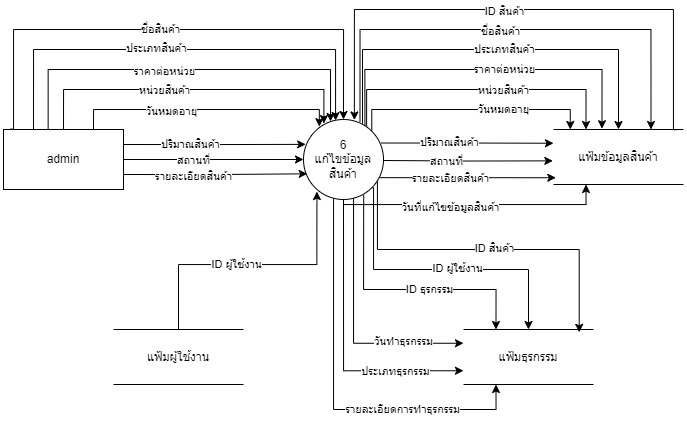 ID สินค้า
ชื่อสินค้า
ชื่อสินค้า
ประเภทสินค้า
ประเภทสินค้า
ราคาต่อหน่วย
ราคาต่อหน่วย
หน่วยสินค้า
หน่วยสินค้า
วันหมดอายุ
วันหมดอายุ
admin
ปริมาณสินค้า
สถานที่
รายละเอียดสินค้า
6
แก้ไขข้อมูล
สินค้า
ปริมาณสินค้า
สถานที่
รายละเอียดสินค้า
แฟ้มข้อมูลสินค้า
วันที่แก้ไขข้อมูลสินค้า
ID สินค้า
ID ผู้ใช้งาน
ID ผู้ใช้งาน
ID ธุรกรรม
วันทำธุรกรรม
แฟ้มผู้ใช้งาน
แฟ้มธุรกรรม
ประเภทธุรกรรม
รายละเอียดการทำธุรกรรม